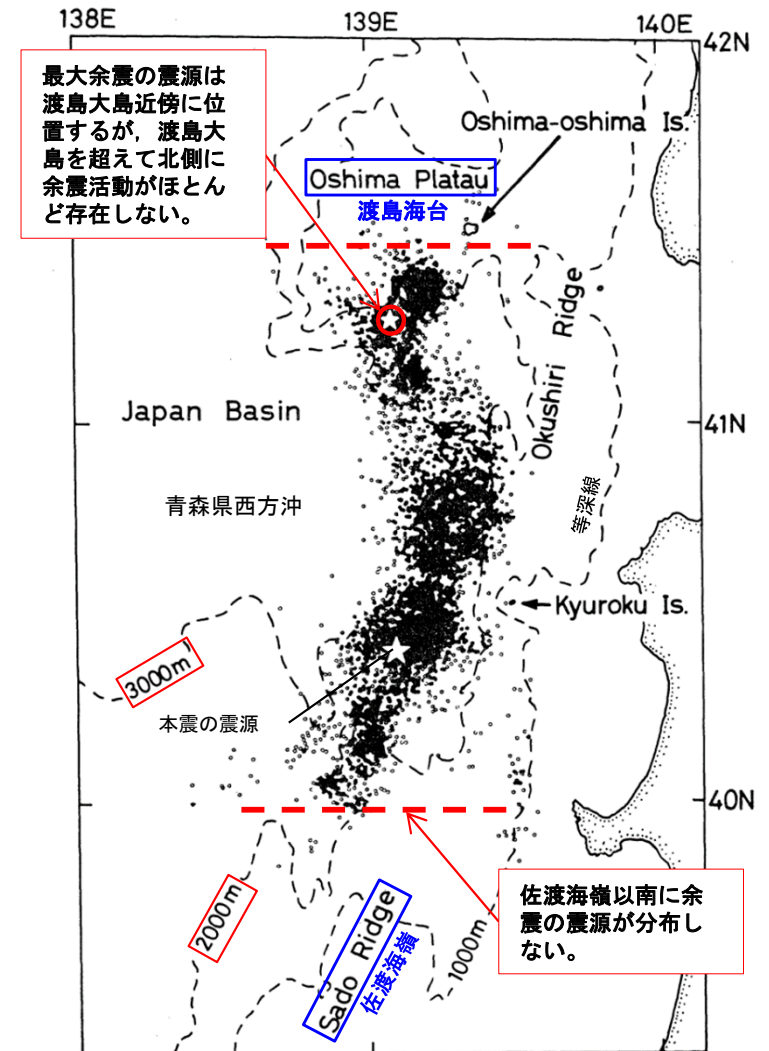 138E
139E
140E
42N
最大余震の震源は
渡島大島近傍に位
置するが，渡島大
島を超えて北側に
余震活動がほとん
ど存在しない。
Oshima-oshima Is.
Oshima Platau
渡島海台
Okushiri Ridge
Japan Basin
41N
青森県西方沖
等深線
Kyuroku Is.
3000m
本震の震源
40N
2000m
佐渡海嶺以南に余
震の震源が分布し
ない。
Sado Ridge
佐渡海嶺
1000m